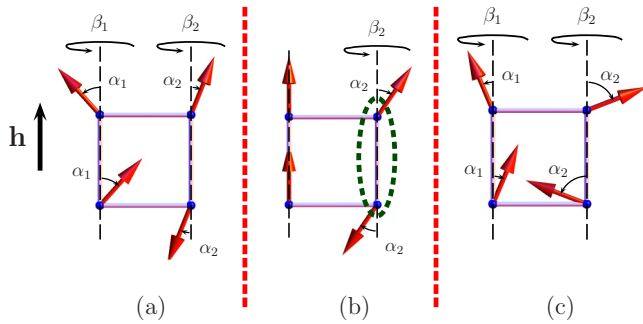 β₁ β₂ β₂ β₁ β₂
α₁ α₂ α₂ α₁ α₂
h
α₁ α₁ α₂
α₂ α₂
(a) (b) (c)